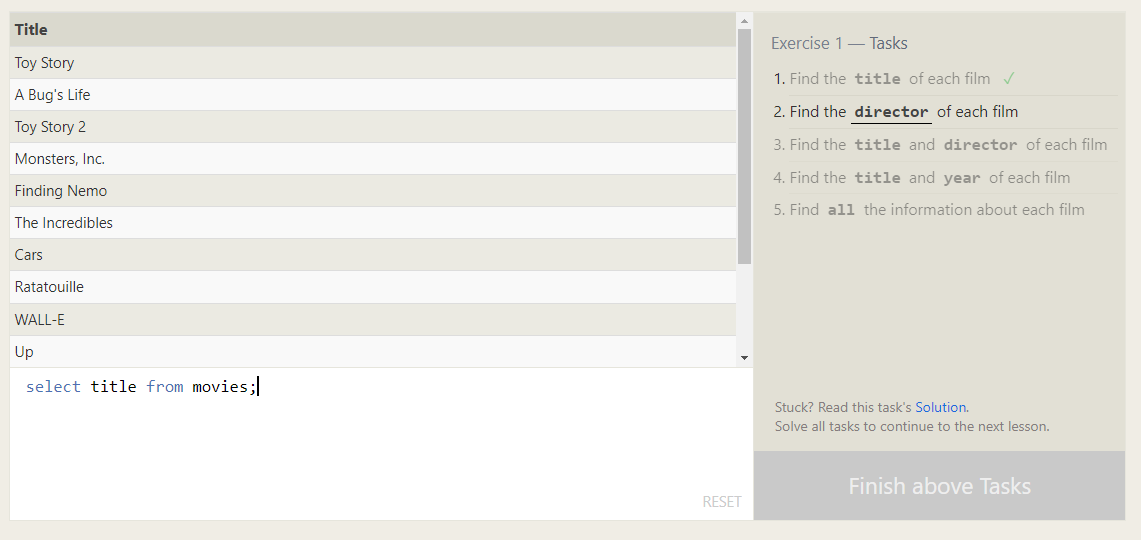 Title
Toy Story
A Bug's Life
Toy Story 2
Monsters, Inc.
Finding Nemo
The Incredibles
Cars
Ratatouille
WALL-E
Up
select title from movies;
RESET
Exercise 1 — Tasks
1. Find the title of each film ✓
2. Find the director of each film
3. Find the title and director of each film
4. Find the title and year of each film
5. Find all the information about each film
Stuck? Read this task's Solution.
Solve all tasks to continue to the next lesson.
Finish above Tasks